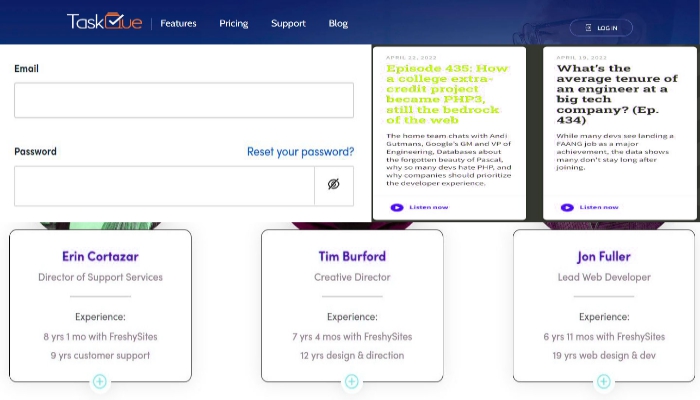 TaskQue
Features
Pricing
Support
Blog
LOG IN
Email
Password
Reset your password?
APRIL 22, 2022
Episode 435: How
a college extra-
credit project
became PHP3,
still the bedrock
of the web
The home team chats with Andi
Gutmans, Google's GM and VP of
Engineering, Databases about
the forgotten beauty of Pascal,
why so many devs hate PHP, and
why companies should prioritize
the developer experience.
Listen now
APRIL 19, 2022
What's the
average tenure of
an engineer at a
big tech
company? (Ep.
434)
While many devs see landing a
FAANG job as a major
achievement, the data shows
many don't stay long after
joining.
Listen now
Erin Cortazar
Director of Support Services
Experience:
8 yrs 1 mo with FreshySites
9 yrs customer support
Tim Burford
Creative Director
Experience:
7 yrs 4 mos with FreshySites
12 yrs design & direction
Jon Fuller
Lead Web Developer
Experience:
6 yrs 11 mos with FreshySites
19 yrs web design & dev